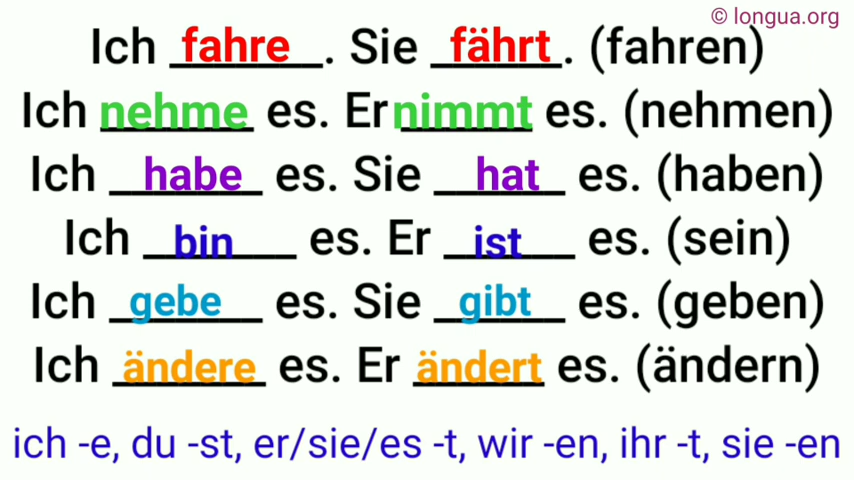 © longua.org
Ich fahre. Sie fährt. (fahren)
Ich nehme es. Er nimmt es. (nehmen)
Ich habe es. Sie hat es. (haben)
Ich bin es. Er ist es. (sein)
Ich gebe es. Sie gibt es. (geben)
Ich ändere es. Er ändert es. (ändern)
ich -e, du -st, er/sie/es -t, wir -en, ihr -t, sie -en